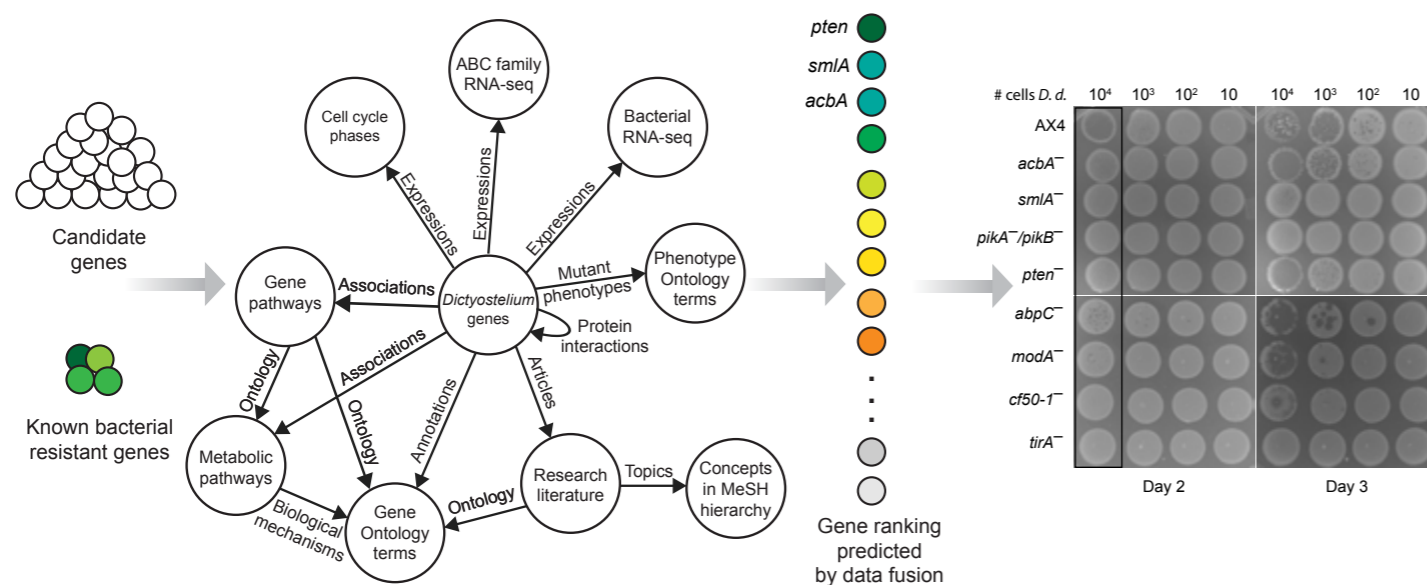 Candidate
genes
Known bacterial
resistant genes
Cell cycle
phases
ABC family
RNA-seq
Bacterial
RNA-seq
Expressions
Expressions
Expressions
Gene
pathways
Associations
Dictyostelium
genes
Mutant
phenotypes
Phenotype
Ontology
terms
Protein
interactions
Ontology
Associations
Ontology
Annotations
Articles
Metabolic
pathways
Biological
mechanisms
Gene
Ontology
terms
Ontology
Research
literature
Topics
Concepts
in MeSH
hierarchy
pten
smlA
acbA
.
.
.
Gene ranking
predicted
by data fusion
# cells D. d. 10⁴ 10³ 10² 10 10⁴ 10³ 10² 10
AX4
acbA⁻
smlA⁻
pikA⁻/pikB⁻
pten⁻
abpC⁻
modA⁻
cf50-1⁻
tirA⁻
Day 2 Day 3